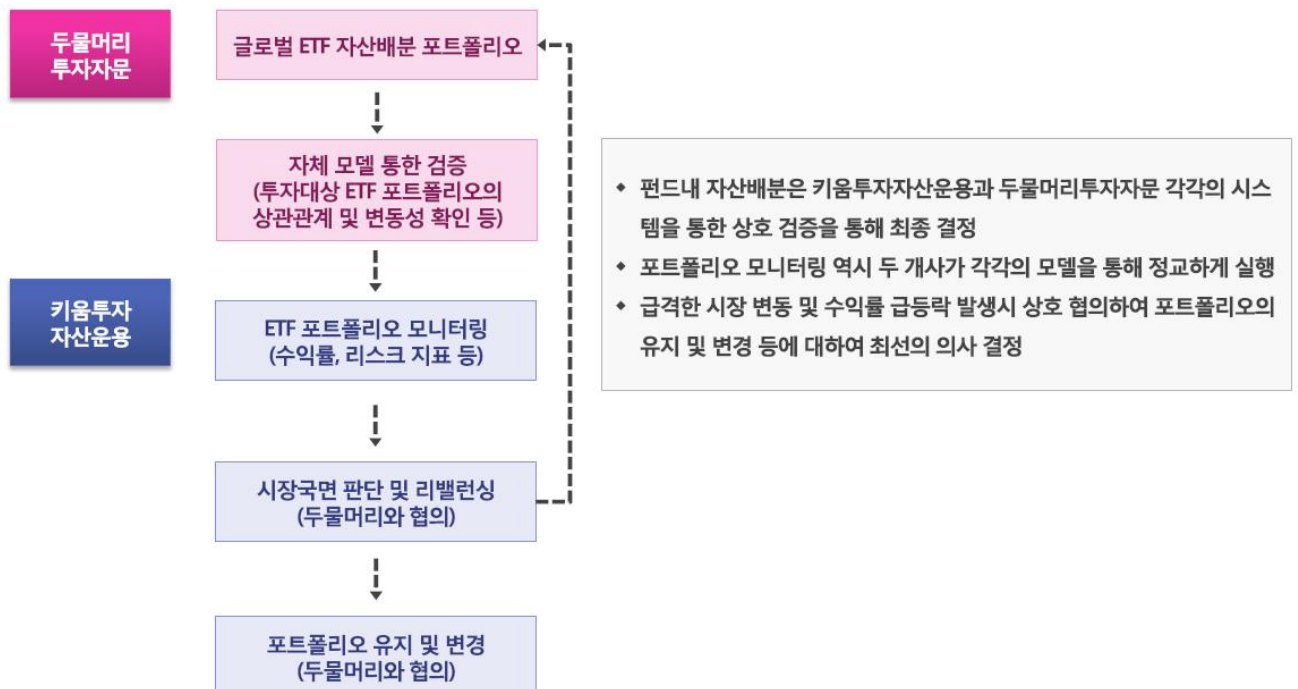 두물머리
투자자문
글로벌 ETF 자산배분 포트폴리오
자체 모델 통한 검증
(투자대상 ETF 포트폴리오의
상관관계 및 변동성 확인 등)
키움투자
자산운용
ETF 포트폴리오 모니터링
(수익률, 리스크 지표 등)
시장국면 판단 및 리밸런싱
(두물머리와 협의)
포트폴리오 유지 및 변경
(두물머리와 협의)
◆ 펀드내 자산배분은 키움투자자산운용과 두물머리투자자문 각각의 시스
템을 통한 상호 검증을 통해 최종 결정
◆ 포트폴리오 모니터링 역시 두 개사가 각각의 모델을 통해 정교하게 실행
◆ 급격한 시장 변동 및 수익률 급등락 발생시 상호 협의하여 포트폴리오의
유지 및 변경 등에 대하여 최선의 의사 결정